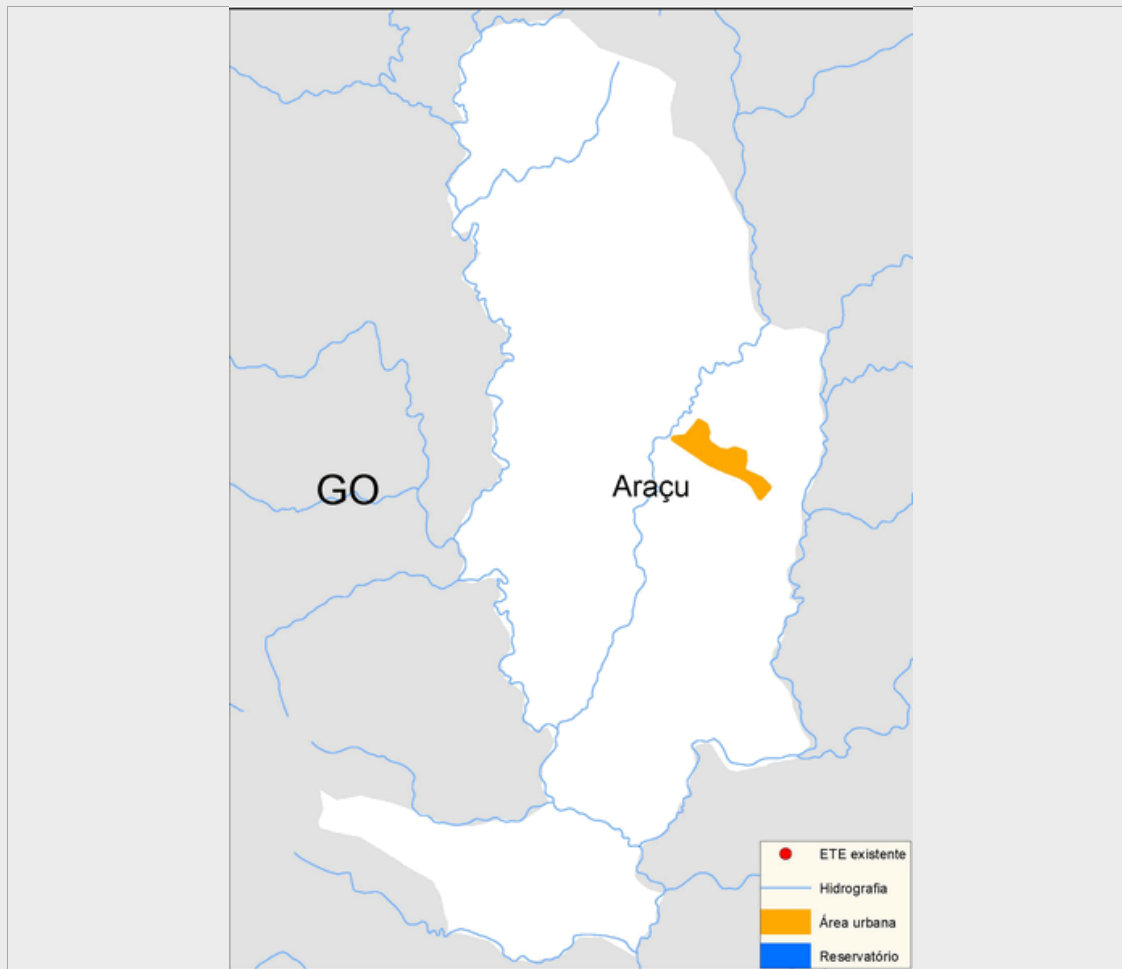 GO
Araçu
ETE existente
Hidrografia
Área urbana
Reservatório